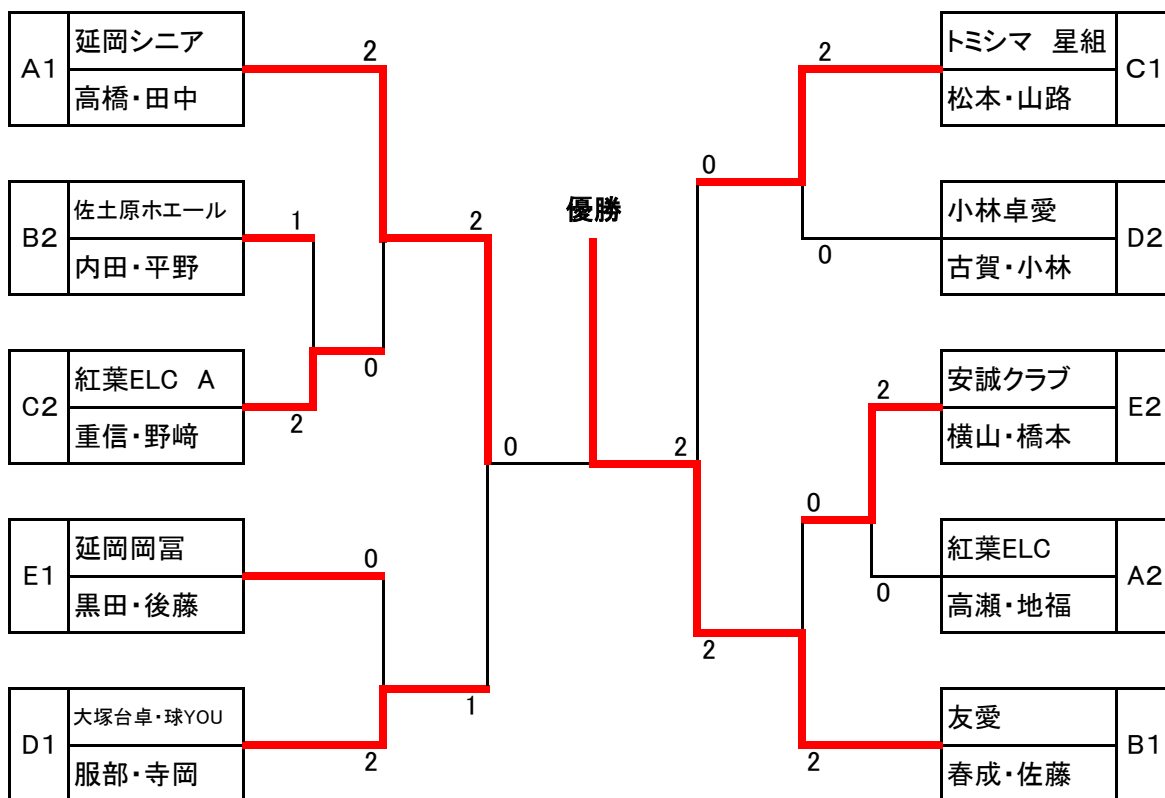 A1
延岡シニア
高橋・田中
B2
佐土原ホエール
内田・平野
C2
紅葉ELC A
重信・野﨑
E1
延岡岡冨
黒田・後藤
D1
大塚台卓・球YOU
服部・寺岡
2
1
2
0
2
0
2
0
1
優勝
0
2
2
0
0
2
0
0
2
2
トミシマ 星組
松本・山路
C1
小林卓愛
古賀・小林
D2
安誠クラブ
横山・橋本
E2
紅葉ELC
高瀬・地福
A2
友愛
春成・佐藤
B1